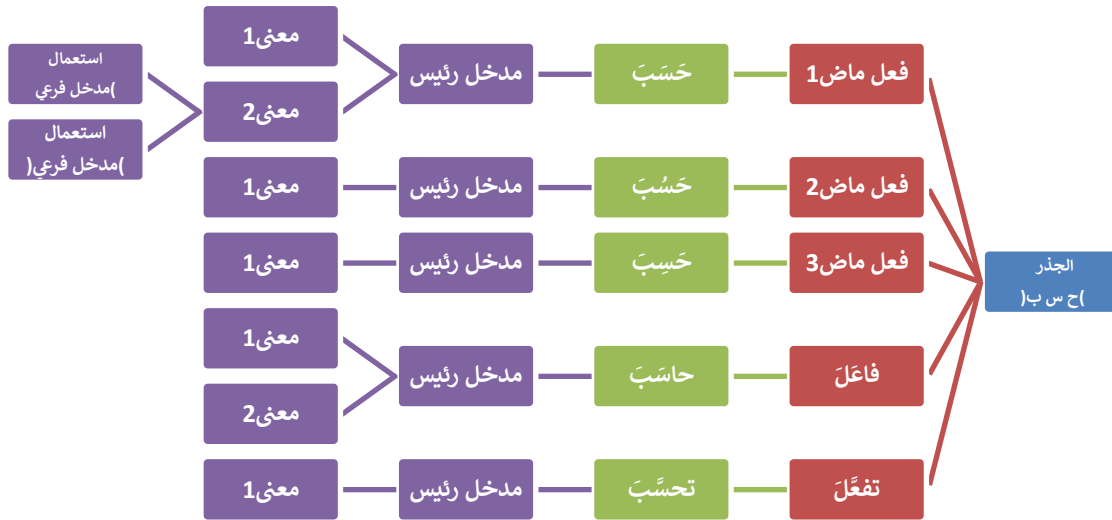 الجذر
)ح س ب(
فعل ماض1
حَسَبَ
مدخل رئيس
معنى1
معنى2
استعمال
)مدخل فرعي
استعمال
)مدخل فرعي(
فعل ماض2
حَسُبَ
مدخل رئيس
معنى1
فعل ماض3
حَسِبَ
مدخل رئيس
معنى1
فاعَلَ
حاسَبَ
مدخل رئيس
معنى1
معنى2
تفعَّلَ
تحسَّبَ
مدخل رئيس
معنى1